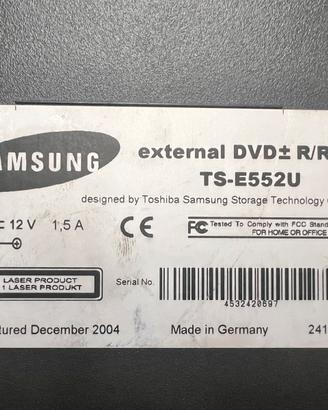 AMSUNG
external DVD± R/R
TS-E552U
designed by Toshiba Samsung Storage Technology
12 V 1,5 A
CE
FC Tested To Comply with FCC Stand
FOR HOME OR OFFICE
LASER PRODUCT
1 LASER PRODUKT
Serial No.
4532420697
tured December 2004
Made in Germany
241